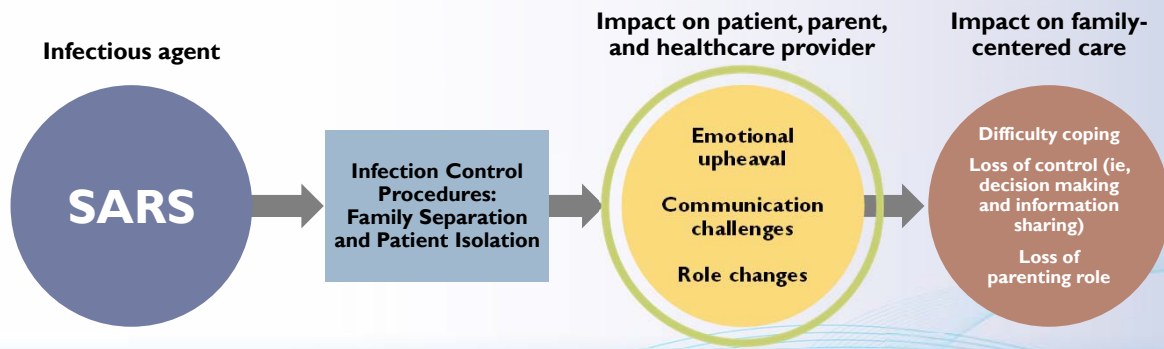 Infectious agent
SARS
Infection Control
Procedures:
Family Separation
and Patient Isolation
Impact on patient, parent,
and healthcare provider
Emotional
upheaval
Communication
challenges
Role changes
Impact on family-
centered care
Difficulty coping
Loss of control (ie,
decision making
and information
sharing)
Loss of
parenting role